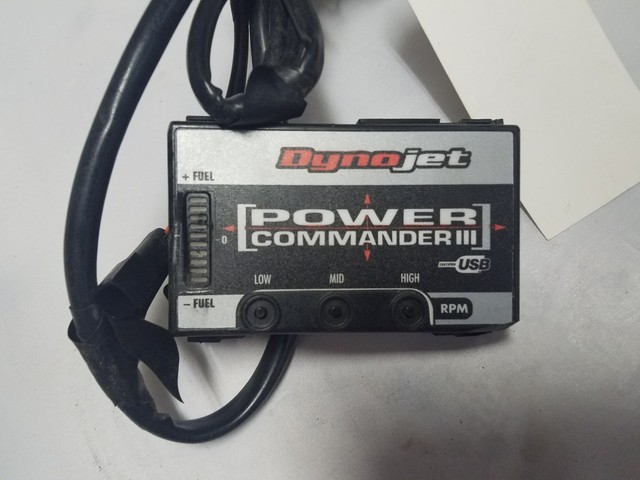 Dynojet
+ FUEL
POWER
0
COMMANDER III
USB
LOW MID HIGH
− FUEL
RPM